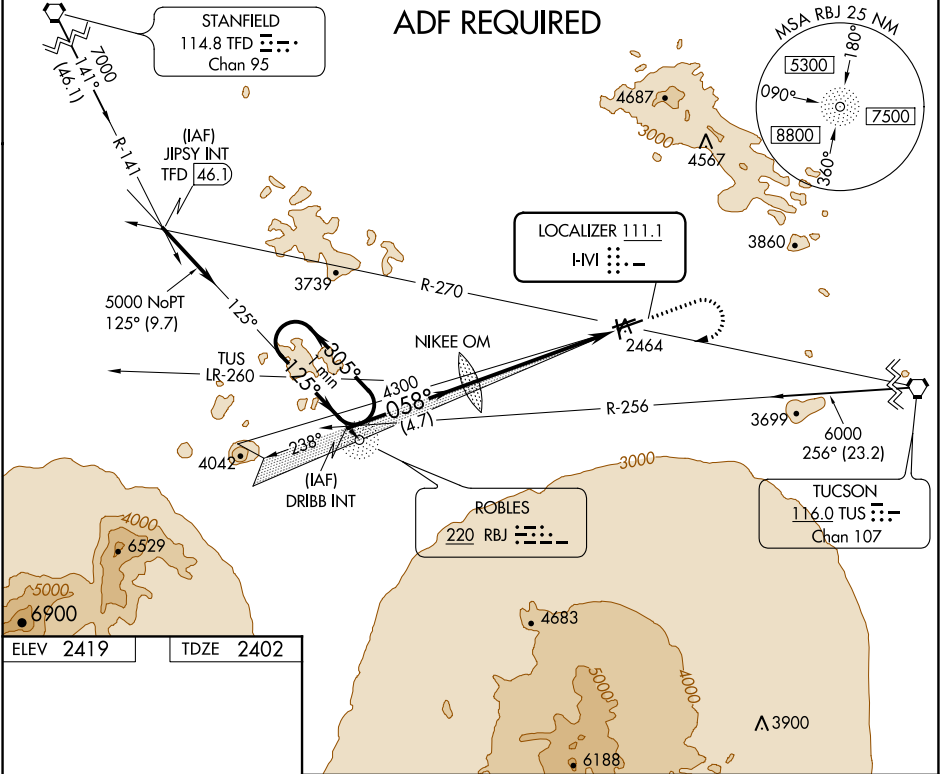 ADF REQUIRED
STANFIELD
114.8 TFD
Chan 95
7000
141°
(46.1)
R-141
(IAF)
JIPSY INT
TFD 46.1
5000 NoPT
125° (9.7)
125°
3739
R-270
MSA RBJ 25 NM
180°
5300
090°
7500
8800
360°
4687
3000
4567
3860
LOCALIZER 111.1
I-IVI
2464
NIKEE OM
TUS
LR-260
305°
1 min
125°
4300
058°
(4.7)
238°
4042
(IAF)
DRIBB INT
R-256
3699
6000
256° (23.2)
ROBLES
220 RBJ
TUCSON
116.0 TUS
Chan 107
3000
4000
6529
5000
6900
4683
5000
4000
3900
6188
ELEV 2419
TDZE 2402